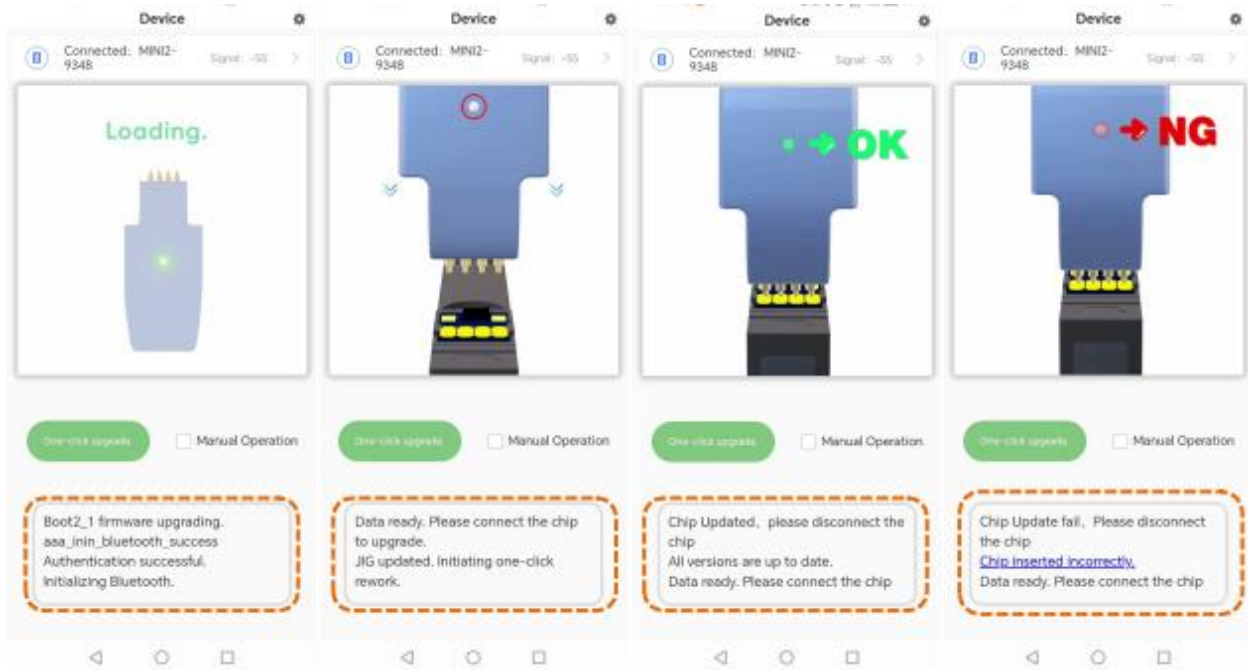 Device
Connected: MINI2-
934B
Signal: -55
Loading.
One-click upgrade
Manual Operation
Boot2_1 firmware upgrading.
aaa_inin_bluetooth_success
Authentication successful.
Initializing Bluetooth.
Device
Connected: MINI2-
934B
Signal: -55
One-click upgrade
Manual Operation
Data ready. Please connect the chip
to upgrade.
JIG updated. Initiating one-click
rework.
Device
Connected: MINI2-
934B
Signal: -55
OK
One-click upgrade
Manual Operation
Chip Updated, please disconnect the
chip
All versions are up to date.
Data ready. Please connect the chip
Device
Connected: MINI2-
934B
Signal: -55
NG
One-click upgrade
Manual Operation
Chip Update fail, Please disconnect
the chip
Chip inserted incorrectly.
Data ready. Please connect the chip